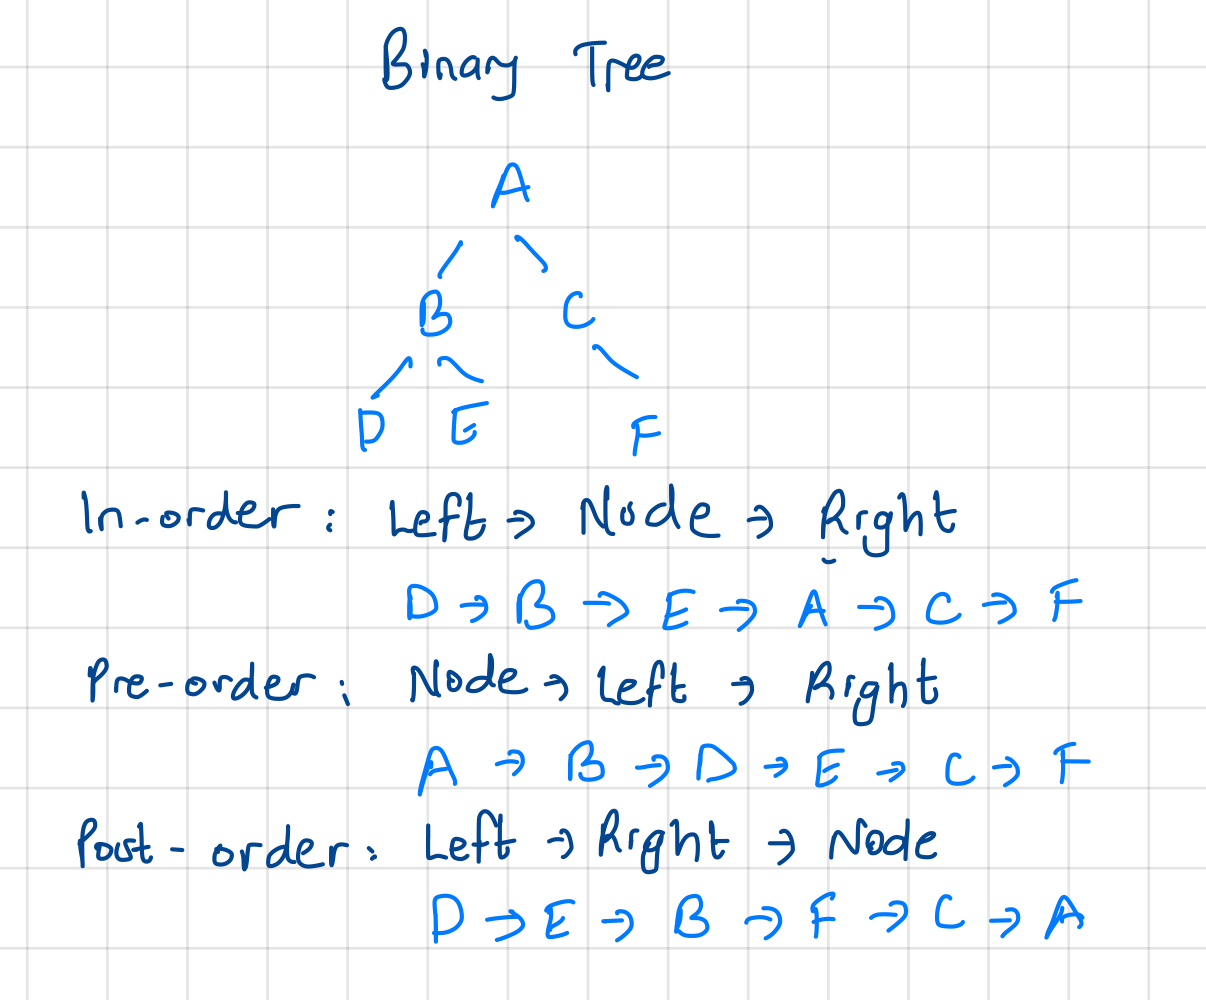 Binary Tree
A
B C
D E F
In-order: Left → Node → Right
D → B → E → A → C → F
Pre-order: Node → Left → Right
A → B → D → E → C → F
Post-order: Left → Right → Node
D → E → B → F → C → A